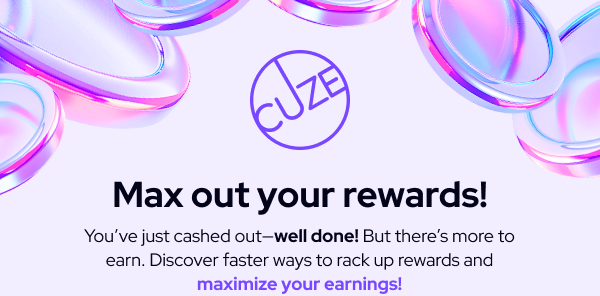 CUZE
Max out your rewards!
You’ve just cashed out—well done! But there’s more to
earn. Discover faster ways to rack up rewards and
maximize your earnings!